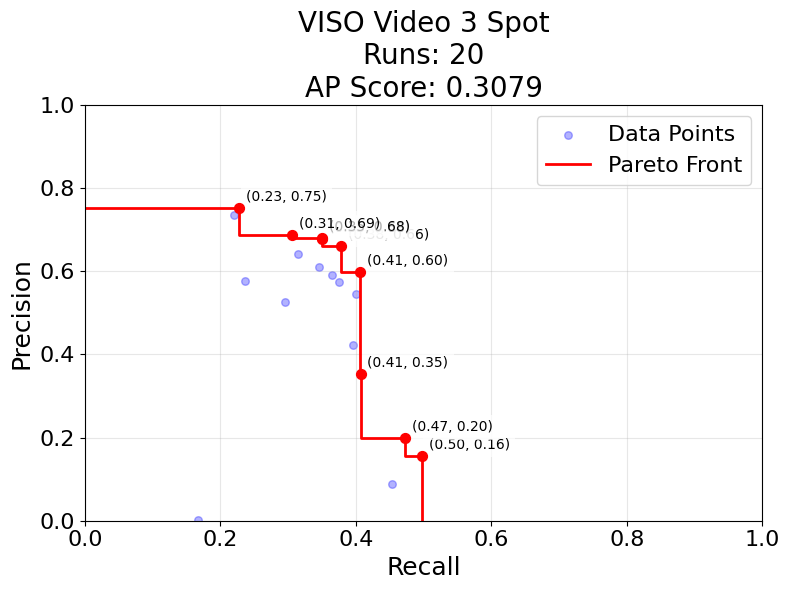 VISO Video 3 Spot
Runs: 20
AP Score: 0.3079
1.0
0.8
0.6
0.4
0.2
0.0
Precision
Data Points
Pareto Front
(0.23, 0.75)
(0.31, 0.69)
0.68)
6)
(0.41, 0.60)
(0.41, 0.35)
(0.47, 0.20)
(0.50, 0.16)
0.0
0.2
0.4
0.6
0.8
1.0
Recall